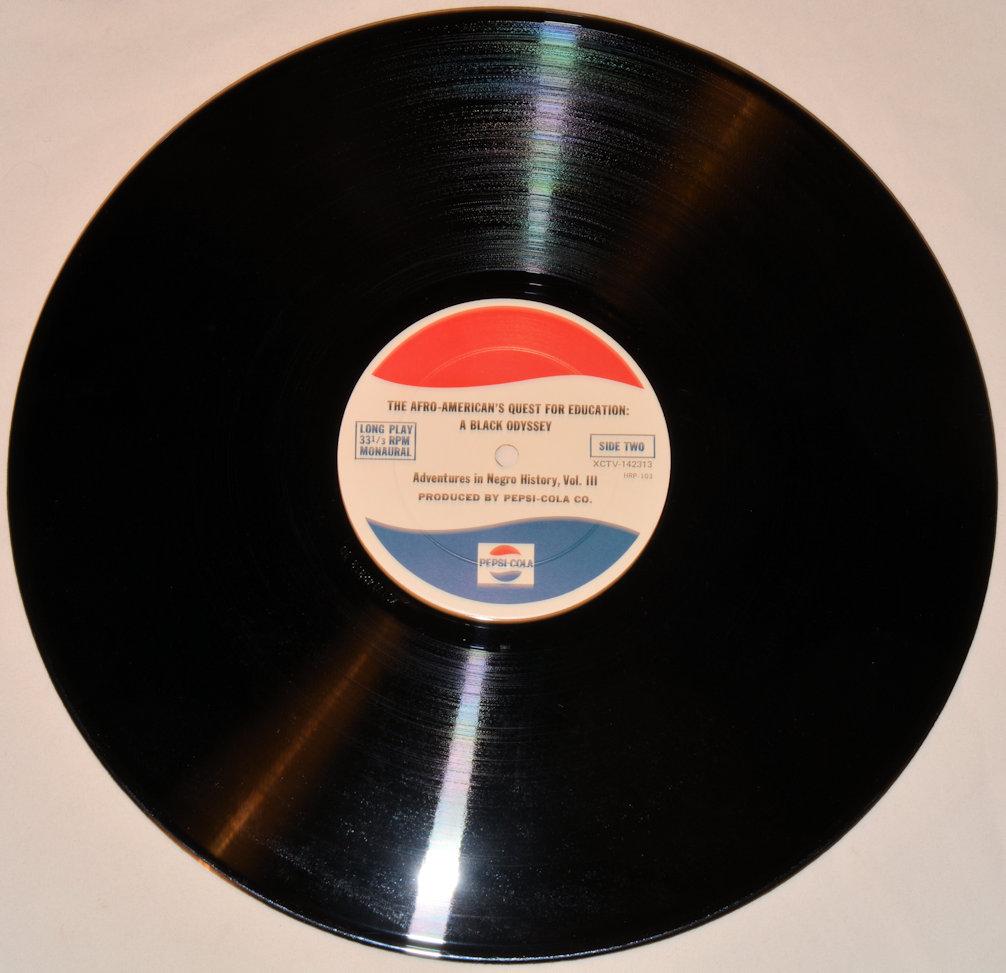 THE AFRO-AMERICAN'S QUEST FOR EDUCATION:
A BLACK ODYSSEY
LONG PLAY
33 1/3 RPM
MONAURAL
SIDE TWO
XCTV-142313
HRP-103
Adventures in Negro History, Vol. III
PRODUCED BY PEPSI-COLA CO.
PEPSI-COLA